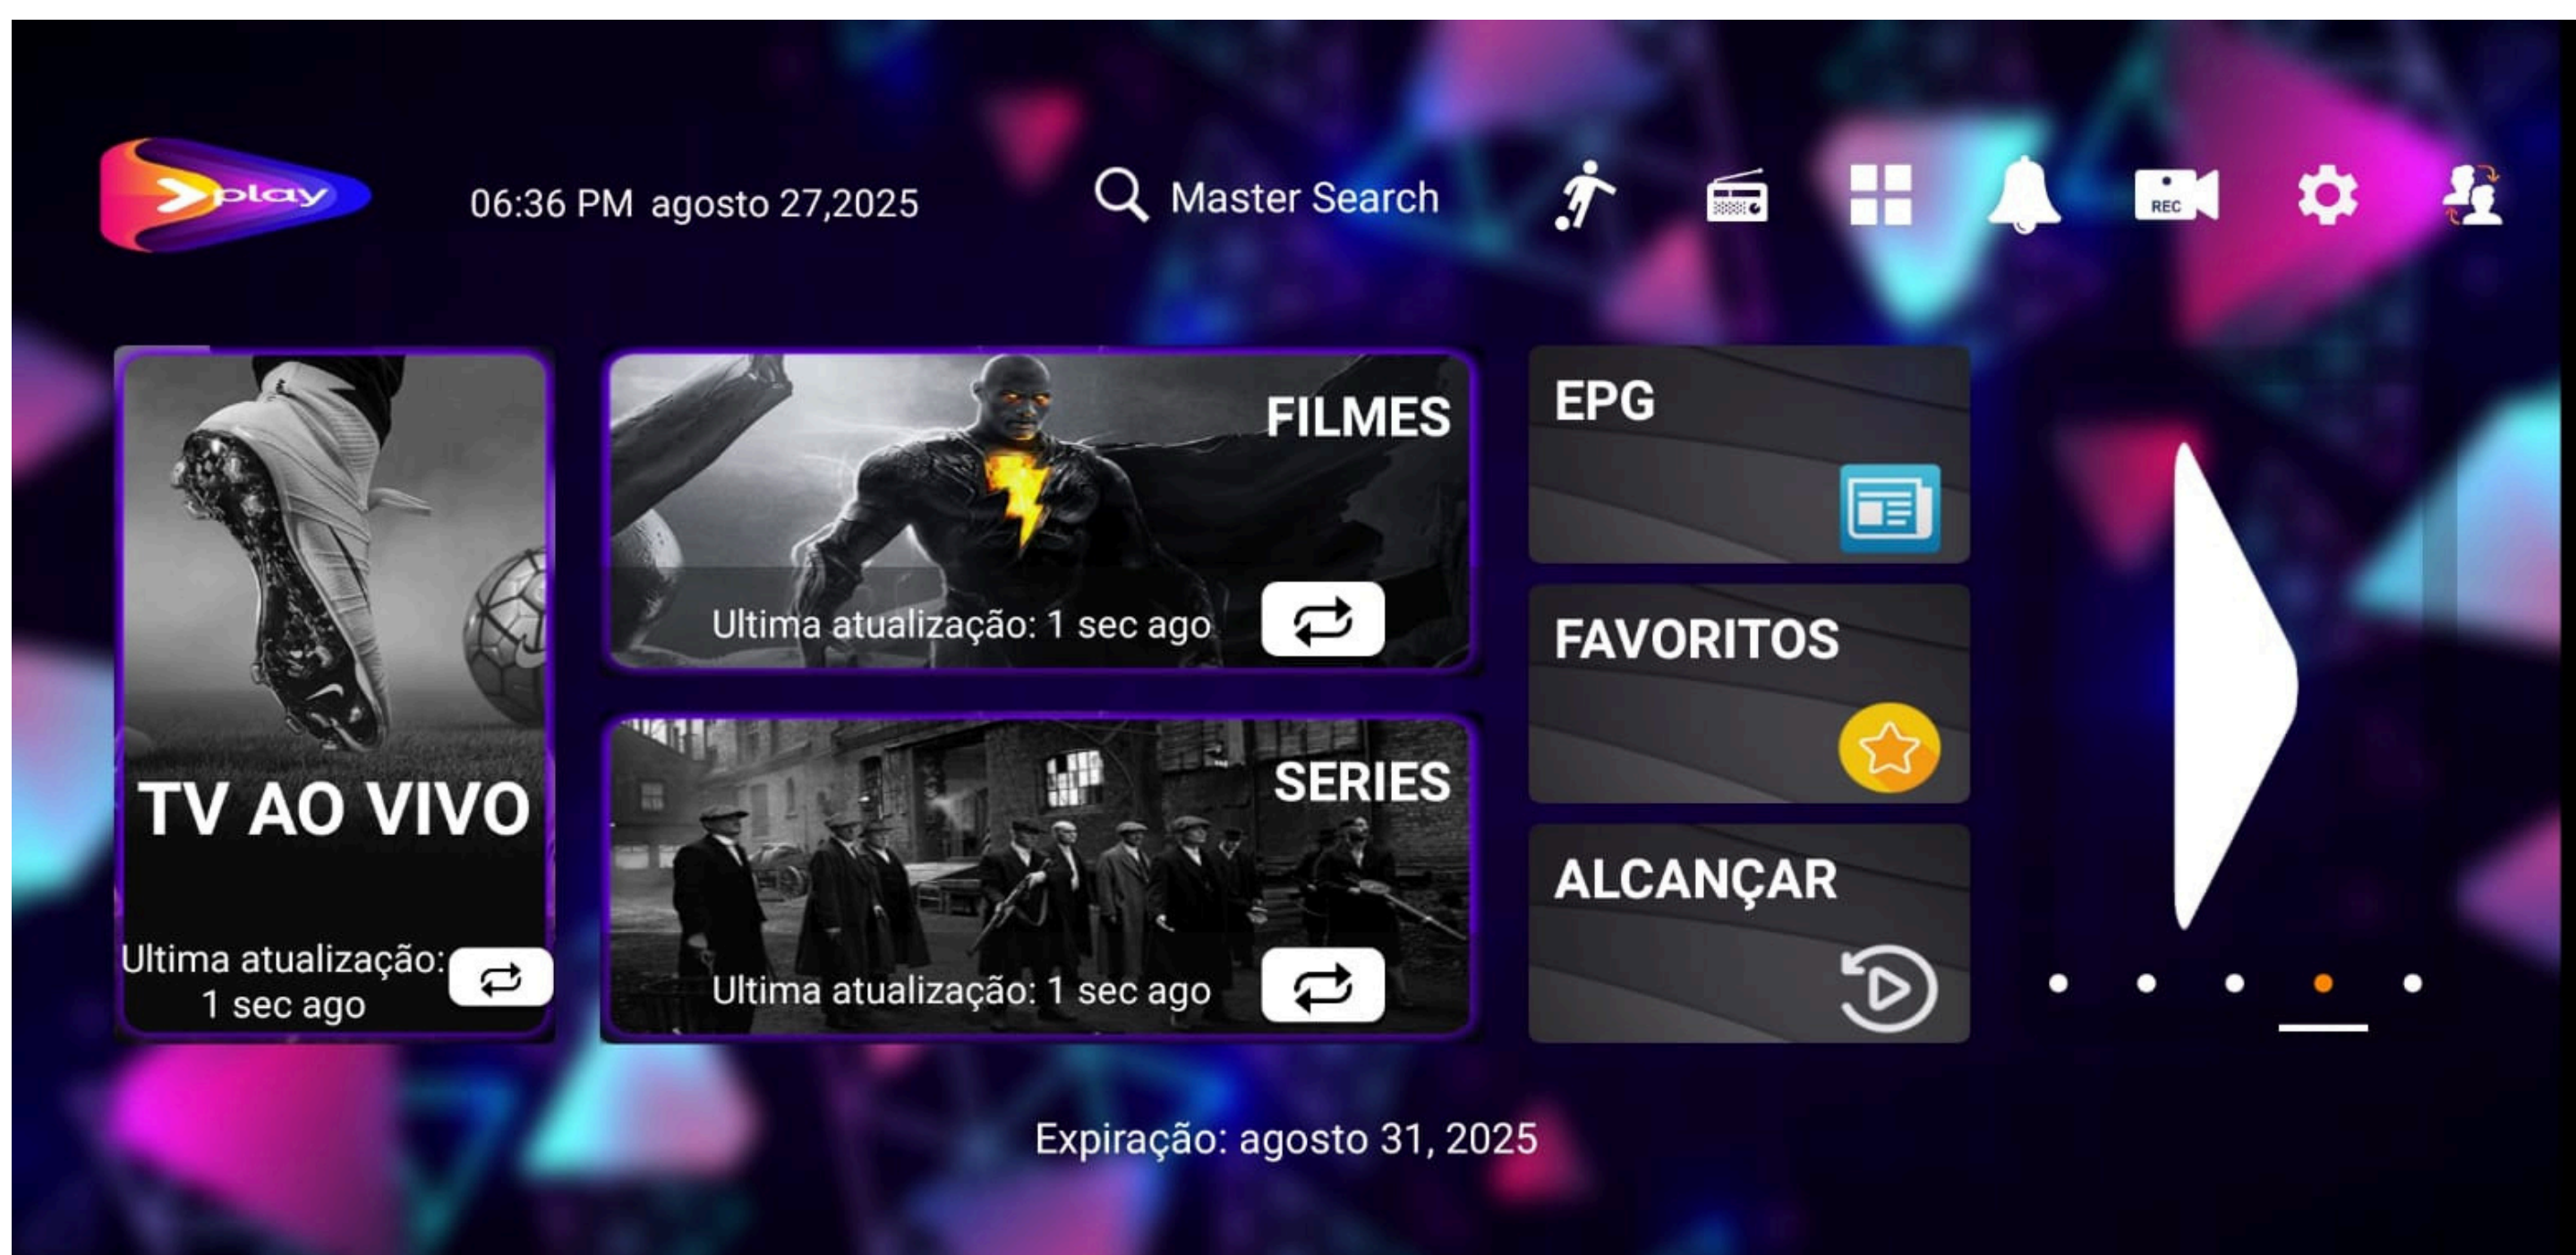 play
06:36 PM agosto 27,2025
Master Search
REC
TV AO VIVO
Ultima atualização:
1 sec ago
FILMES
Ultima atualização: 1 sec ago
SERIES
Ultima atualização: 1 sec ago
EPG
FAVORITOS
ALCANÇAR
Expiração: agosto 31, 2025